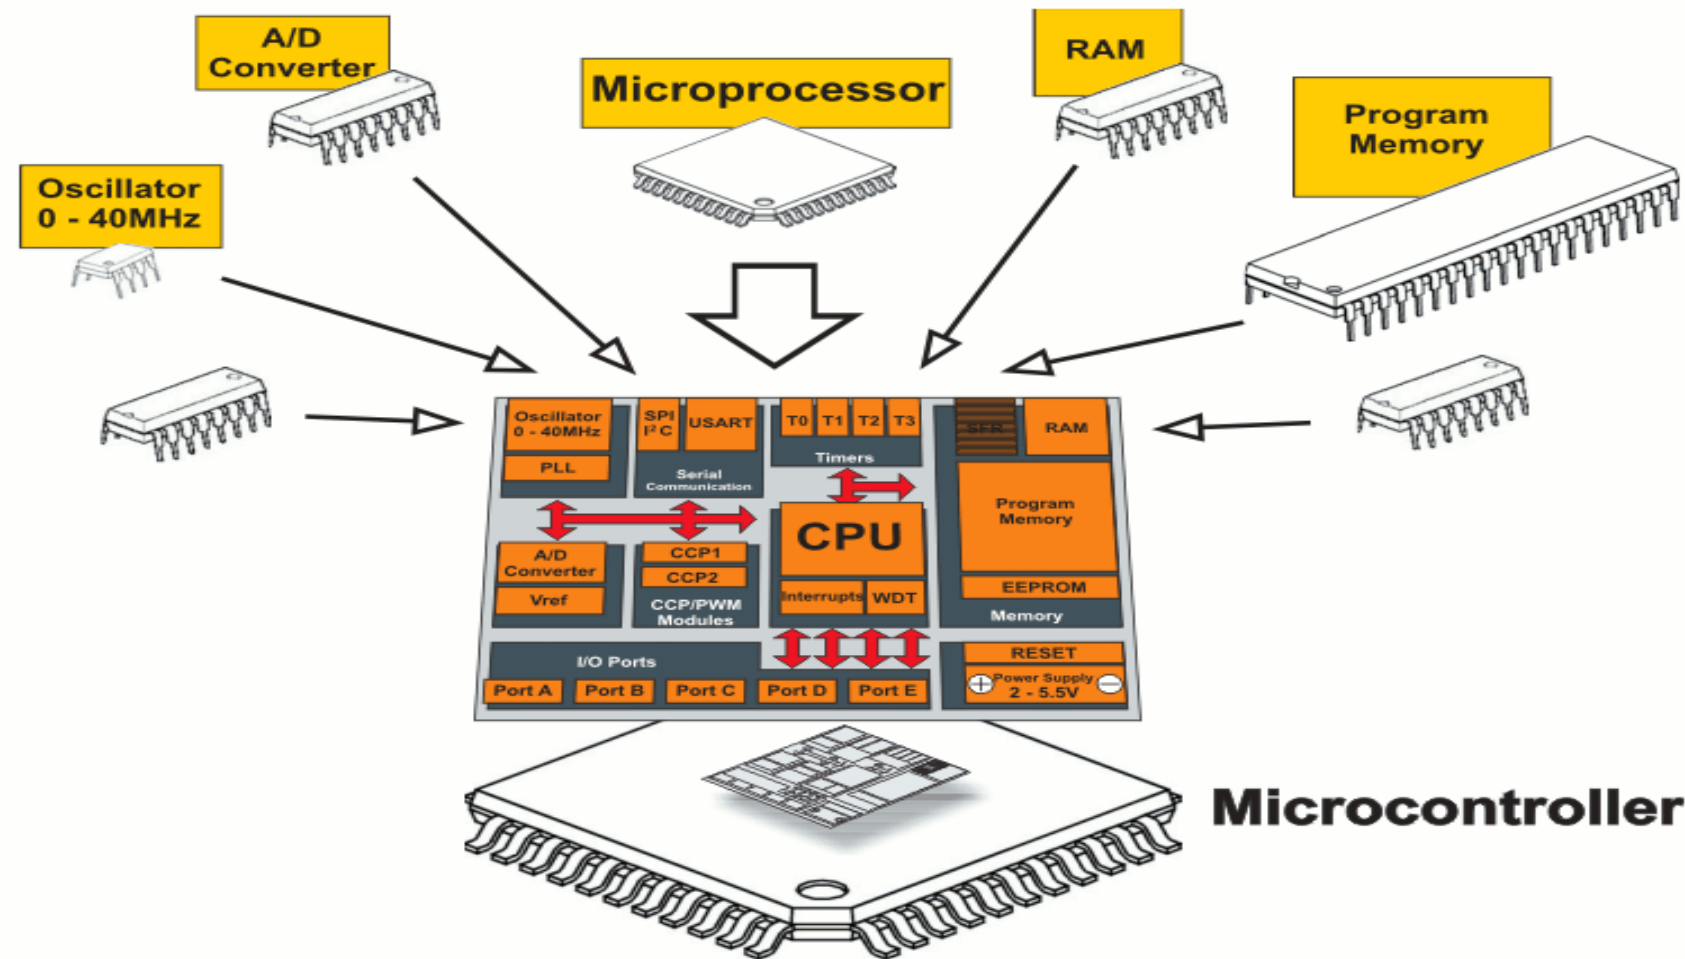 A/D
Converter
Microprocessor
RAM
Program
Memory
Oscillator
0 - 40MHz
Oscillator
0 - 40MHz
PLL
SPI
I²C
USART
Serial
Communication
T0 T1 T2 T3
Timers
SFR
RAM
Program
Memory
EEPROM
Memory
A/D
Converter
Vref
CCP1
CCP2
CCP/PWM
Modules
CPU
Interrupts
WDT
I/O Ports
Port A Port B Port C Port D Port E
RESET
+ Power Supply −
2 - 5.5V
Microcontroller